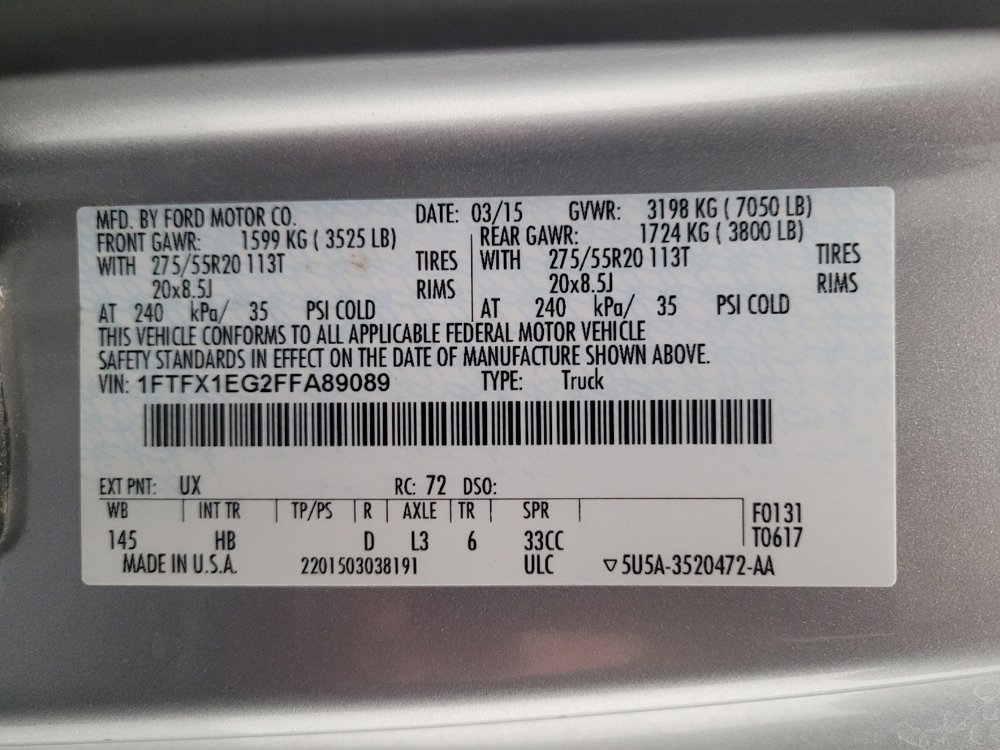 MFD. BY FORD MOTOR CO. DATE: 03/15 GVWR: 3198 KG ( 7050 LB)
FRONT GAWR: 1599 KG ( 3525 LB) REAR GAWR: 1724 KG ( 3800 LB)
WITH 275/55R20 113T TIRES WITH 275/55R20 113T TIRES
20x8.5J RIMS 20x8.5J RIMS
AT 240 kPa/ 35 PSI COLD AT 240 kPa/ 35 PSI COLD
THIS VEHICLE CONFORMS TO ALL APPLICABLE FEDERAL MOTOR VEHICLE
SAFETY STANDARDS IN EFFECT ON THE DATE OF MANUFACTURE SHOWN ABOVE.
VIN: 1FTFX1EG2FFA89089 TYPE: Truck
EXT PNT: UX RC: 72 DSO:
WB INT TR TP/PS R AXLE TR SPR F0131
145 HB D L3 6 33CC T0617
MADE IN U.S.A. 2201503038191 ULC ▽5U5A-3520472-AA